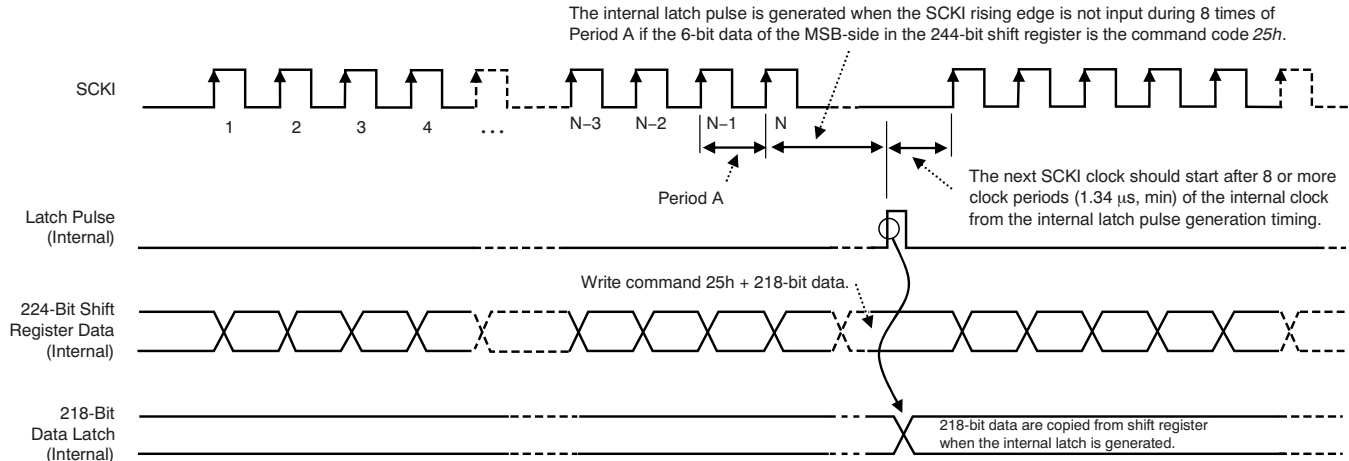 The internal latch pulse is generated when the SCKI rising edge is not input during 8 times of
Period A if the 6-bit data of the MSB-side in the 244-bit shift register is the command code 25h.
SCKI
1 2 3 4 ... N−3 N−2 N−1 N
Period A
The next SCKI clock should start after 8 or more
clock periods (1.34 μs, min) of the internal clock
from the internal latch pulse generation timing.
Latch Pulse
(Internal)
Write command 25h + 218-bit data.
224-Bit Shift
Register Data
(Internal)
218-Bit
Data Latch
(Internal)
218-bit data are copied from shift register
when the internal latch is generated.